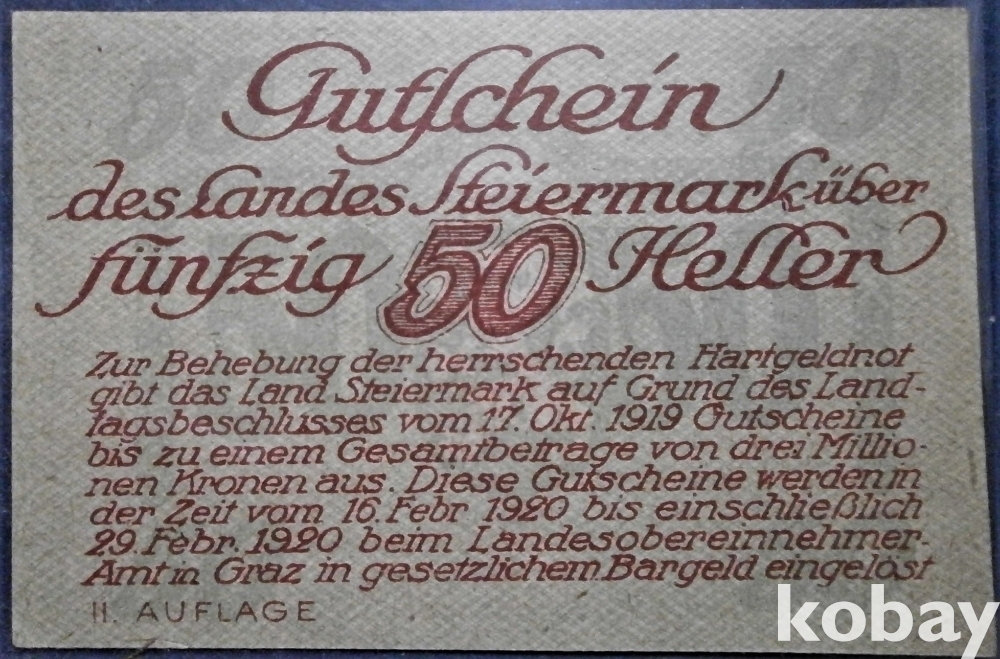 Gutschein
des Landes Steiermark über
fünfzig 50 Heller
Zur Behebung der herrschenden Hartgeldnot
gibt das Land Steiermark auf Grund des Land-
tagsbeschlusses vom 17. Okt. 1919 Gutscheine
bis zu einem Gesamtbetrage von drei Millio-
nen Kronen aus. Diese Gutscheine werden in
der Zeit vom 16. Febr 1920 bis einschließlich
29. Febr. 1920 beim Landesobereinnehmer-
Amt in Graz in gesetzlichem Bargeld eingelöst
II. AUFLAGE
kobay